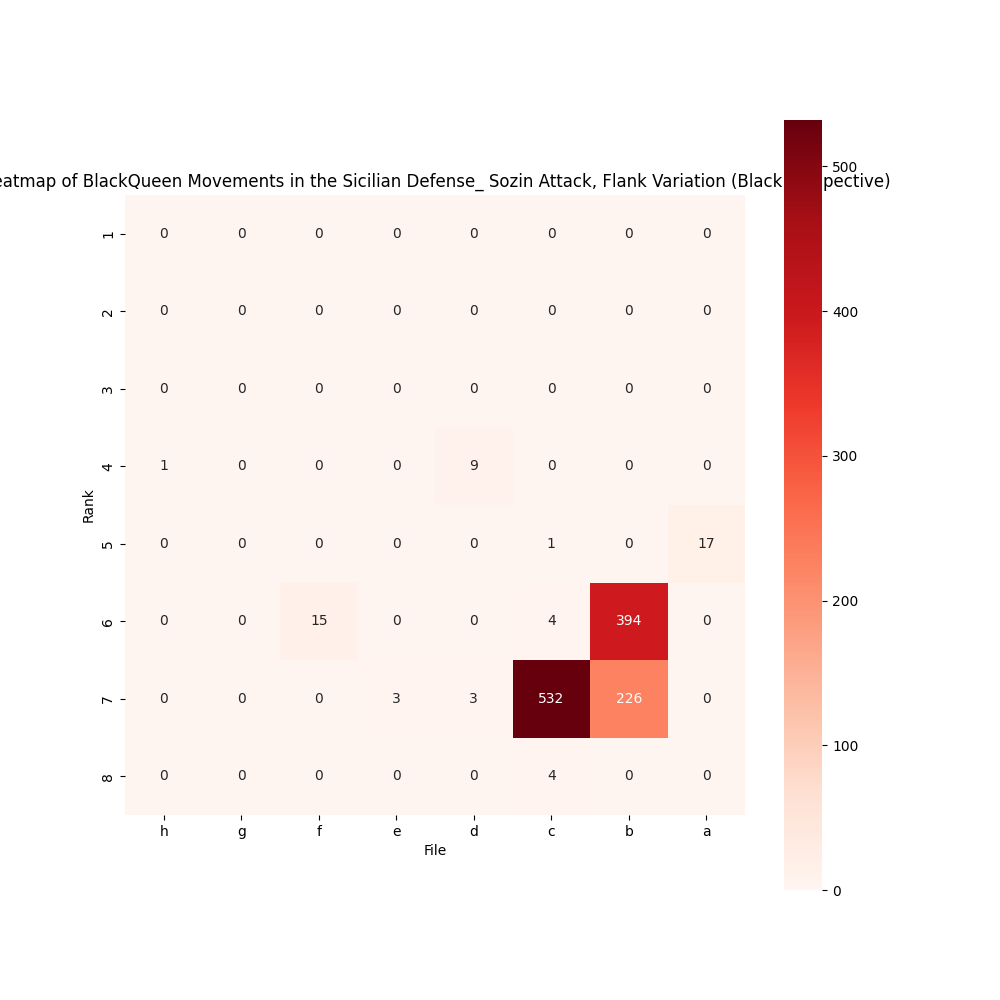 eatmap of BlackQueen Movements in the Sicilian Defense_ Sozin Attack, Flank Variation (Black pective)
500
400
300
200
100
0
Rank
1 0 0 0 0 0 0 0 0
2 0 0 0 0 0 0 0 0
3 0 0 0 0 0 0 0 0
4 1 0 0 0 9 0 0 0
5 0 0 0 0 0 1 0 17
6 0 0 15 0 0 4 394 0
7 0 0 0 3 3 532 226 0
8 0 0 0 0 0 4 0 0
h g f e d c b a
File